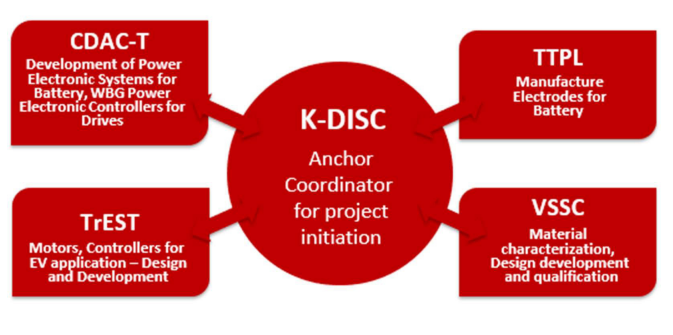 CDAC-T
Development of Power
Electronic Systems for
Battery, WBG Power
Electronic Controllers for
Drives
TTPL
Manufacture
Electrodes for
Battery
K-DISC
Anchor
Coordinator
for project
initiation
TrEST
Motors, Controllers for
EV application – Design
and Development
VSSC
Material
characterization,
Design development
and qualification